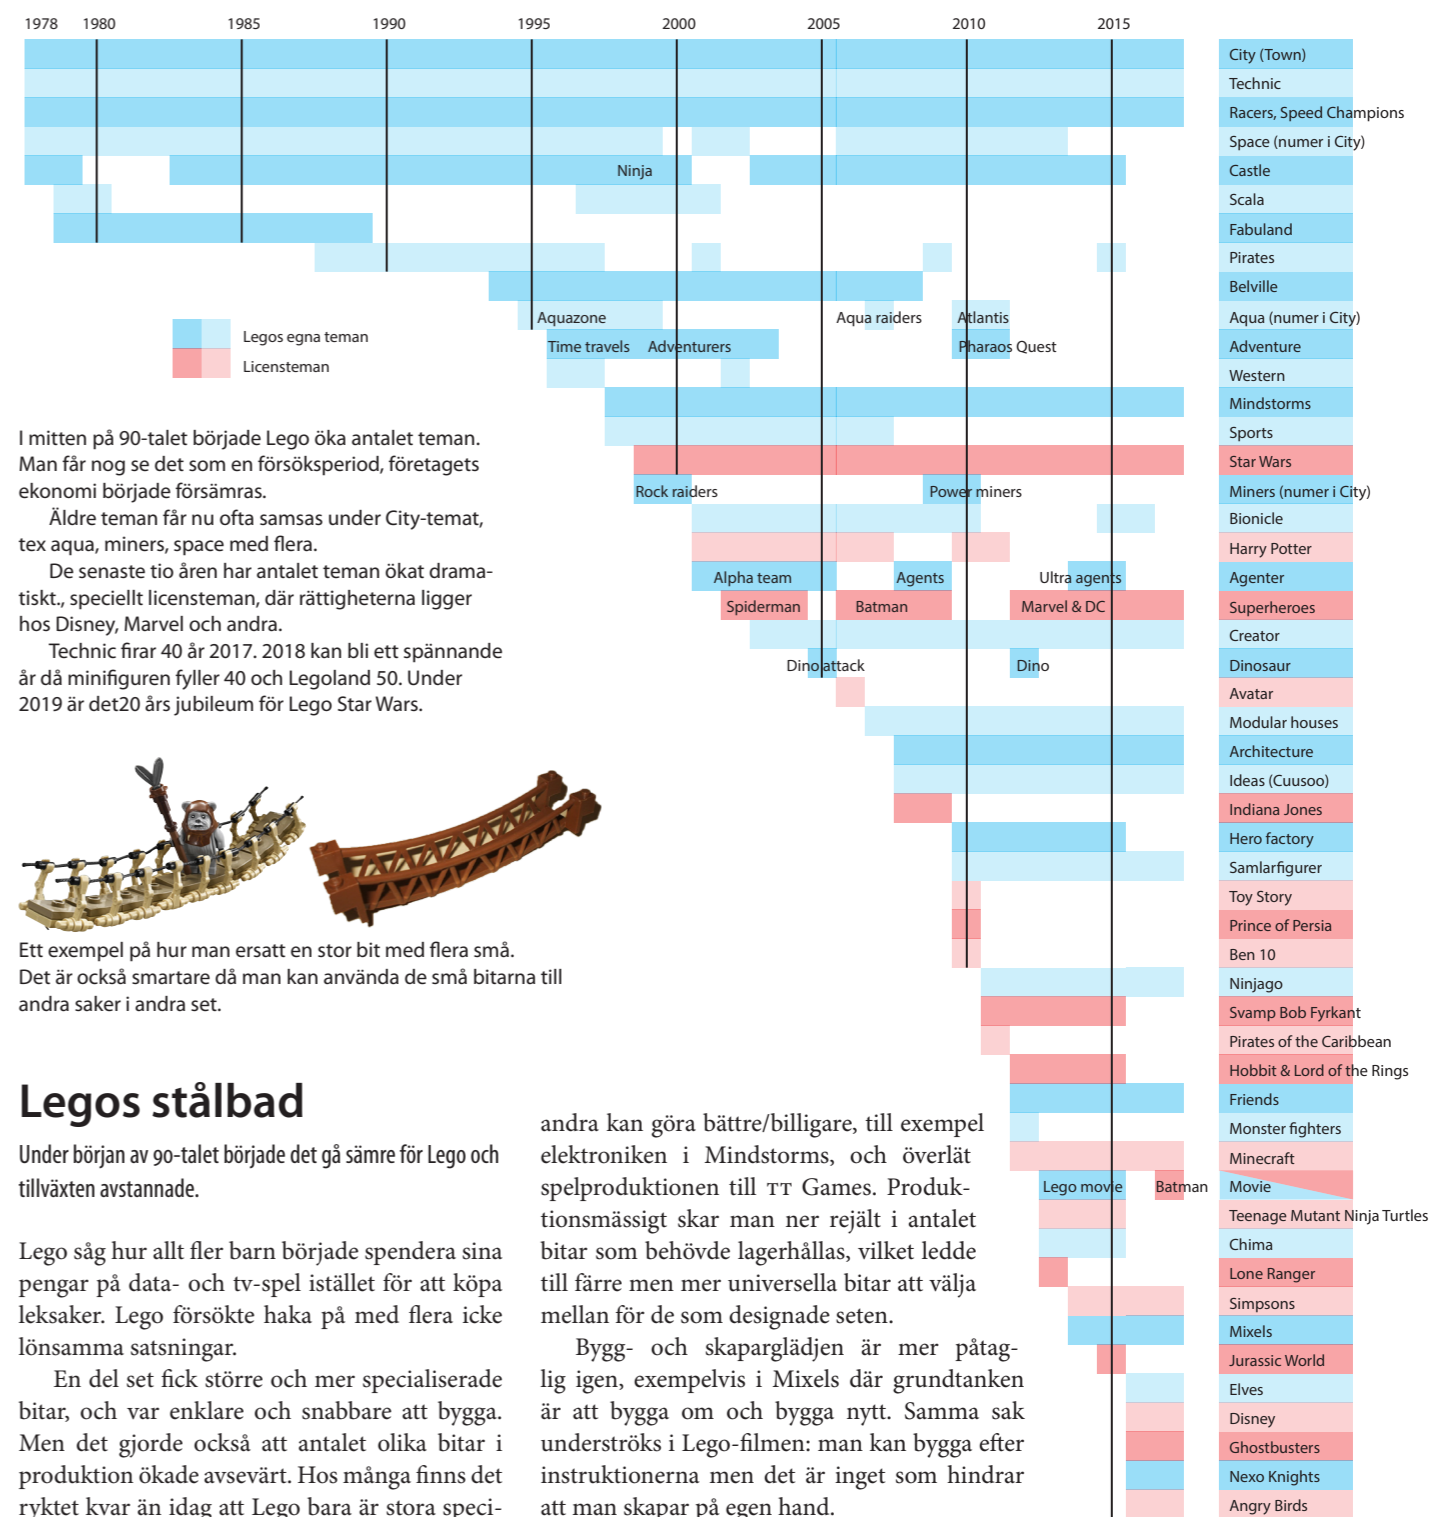 1978 1980 1985 1990 1995 2000 2005 2010 2015
City (Town)
Technic
Racers, Speed Champions
Space (numer i City)
Ninja Castle
Scala
Fabuland
Pirates
Belville
Aquazone Aqua raiders Atlantis Aqua (numer i City)
Time travels Adventurers Pharaos Quest Adventure
Western
Mindstorms
Sports
Star Wars
Rock raiders Power miners Miners (numer i City)
Bionicle
Harry Potter
Alpha team Agents Ultra agents Agenter
Spiderman Batman Marvel & DC Superheroes
Creator
Dino attack Dino Dinosaur
Avatar
Modular houses
Architecture
Ideas (Cuusoo)
Indiana Jones
Hero factory
Samlarfigurer
Toy Story
Prince of Persia
Ben 10
Ninjago
Svamp Bob Fyrkant
Pirates of the Caribbean
Hobbit & Lord of the Rings
Friends
Monster fighters
Minecraft
Lego movie Batman Movie
Teenage Mutant Ninja Turtles
Chima
Lone Ranger
Simpsons
Mixels
Jurassic World
Elves
Disney
Ghostbusters
Nexo Knights
Angry Birds
Legos egna teman
Licensteman
I mitten på 90-talet började Lego öka antalet teman.
Man får nog se det som en försöksperiod, företagets
ekonomi började försämras.
Äldre teman får nu ofta samsas under City-temat,
tex aqua, miners, space med flera.
De senaste tio åren har antalet teman ökat drama-
tiskt., speciellt licensteman, där rättigheterna ligger
hos Disney, Marvel och andra.
Technic firar 40 år 2017. 2018 kan bli ett spännande
år då minifiguren fyller 40 och Legoland 50. Under
2019 är det20 års jubileum för Lego Star Wars.
Ett exempel på hur man ersatt en stor bit med flera små.
Det är också smartare då man kan använda de små bitarna till
andra saker i andra set.
Legos stålbad
Under början av 90-talet började det gå sämre för Lego och
tillväxten avstannade.
Lego såg hur allt fler barn började spendera sina
pengar på data- och tv-spel istället för att köpa
leksaker. Lego försökte haka på med flera icke
lönsamma satsningar.
En del set fick större och mer specialiserade
bitar, och var enklare och snabbare att bygga.
Men det gjorde också att antalet olika bitar i
produktion ökade avsevärt. Hos många finns det
ryktet kvar än idag att Lego bara är stora speci-
andra kan göra bättre/billigare, till exempel
elektroniken i Mindstorms, och överlät
spelproduktionen till TT Games. Produk-
tionsmässigt skar man ner rejält i antalet
bitar som behövde lagerhållas, vilket ledde
till färre men mer universella bitar att välja
mellan för de som designade seten.
Bygg- och skaparglädjen är mer påtag-
lig igen, exempelvis i Mixels där grundtanken
är att bygga om och bygga nytt. Samma sak
underströks i Lego-filmen: man kan bygga efter
instruktionerna men det är inget som hindrar
att man skapar på egen hand.